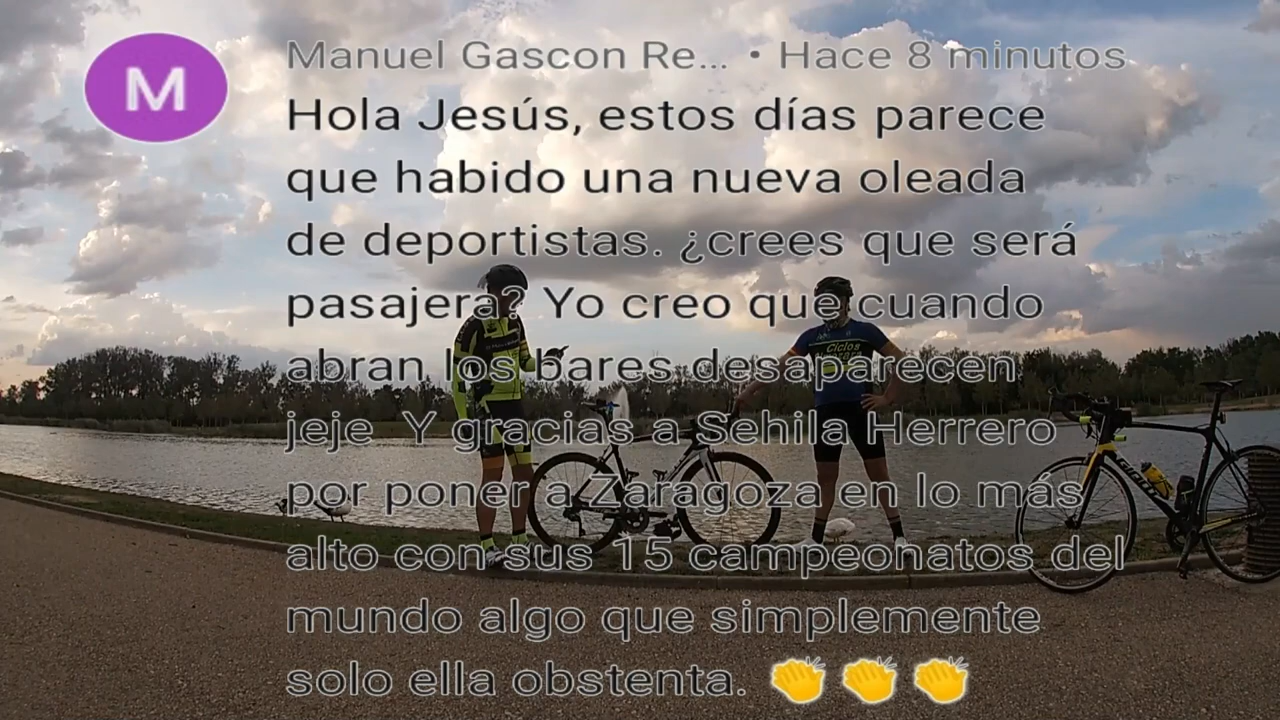 M
Manuel Gascon Re... • Hace 8 minutos
Hola Jesús, estos días parece
que habido una nueva oleada
de deportistas. ¿crees que será
pasajera? Yo creo que cuando
abran los bares desaparecen
jeje Y gracias a Sehila Herrero
por poner a Zaragoza en lo más
alto con sus 15 campeonatos del
mundo algo que simplemente
solo ella obstenta. 👏 👏 👏
Ciclos
GIANT